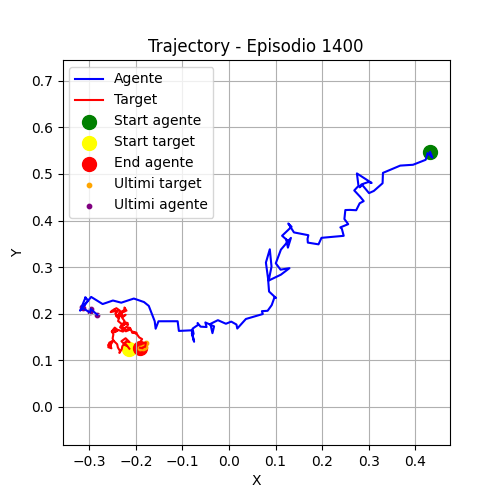 Trajectory - Episodio 1400
Agente
Target
Start agente
Start target
End agente
Ultimi target
Ultimi agente
Y
0.7
0.6
0.5
0.4
0.3
0.2
0.1
0.0
−0.3 −0.2 −0.1 0.0 0.1 0.2 0.3 0.4
X